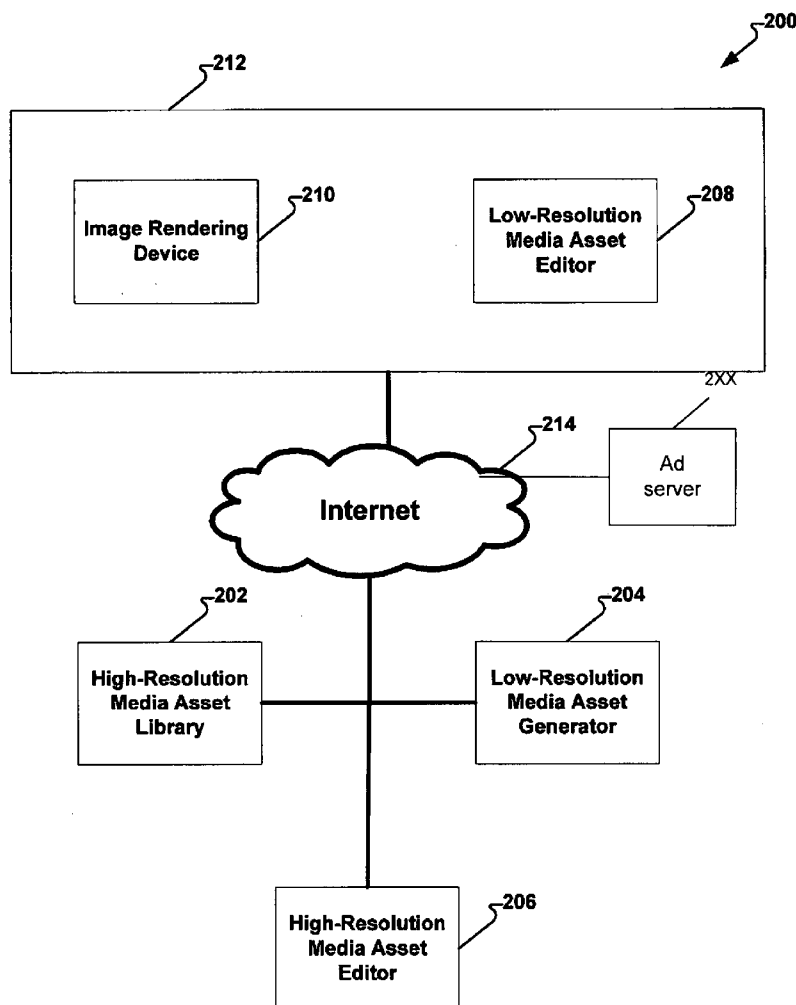 200
212
Image Rendering
Device
210
Low-Resolution
Media Asset
Editor
208
2XX
214
Internet
Ad
server
202
High-Resolution
Media Asset
Library
204
Low-Resolution
Media Asset
Generator
High-Resolution
Media Asset
Editor
206